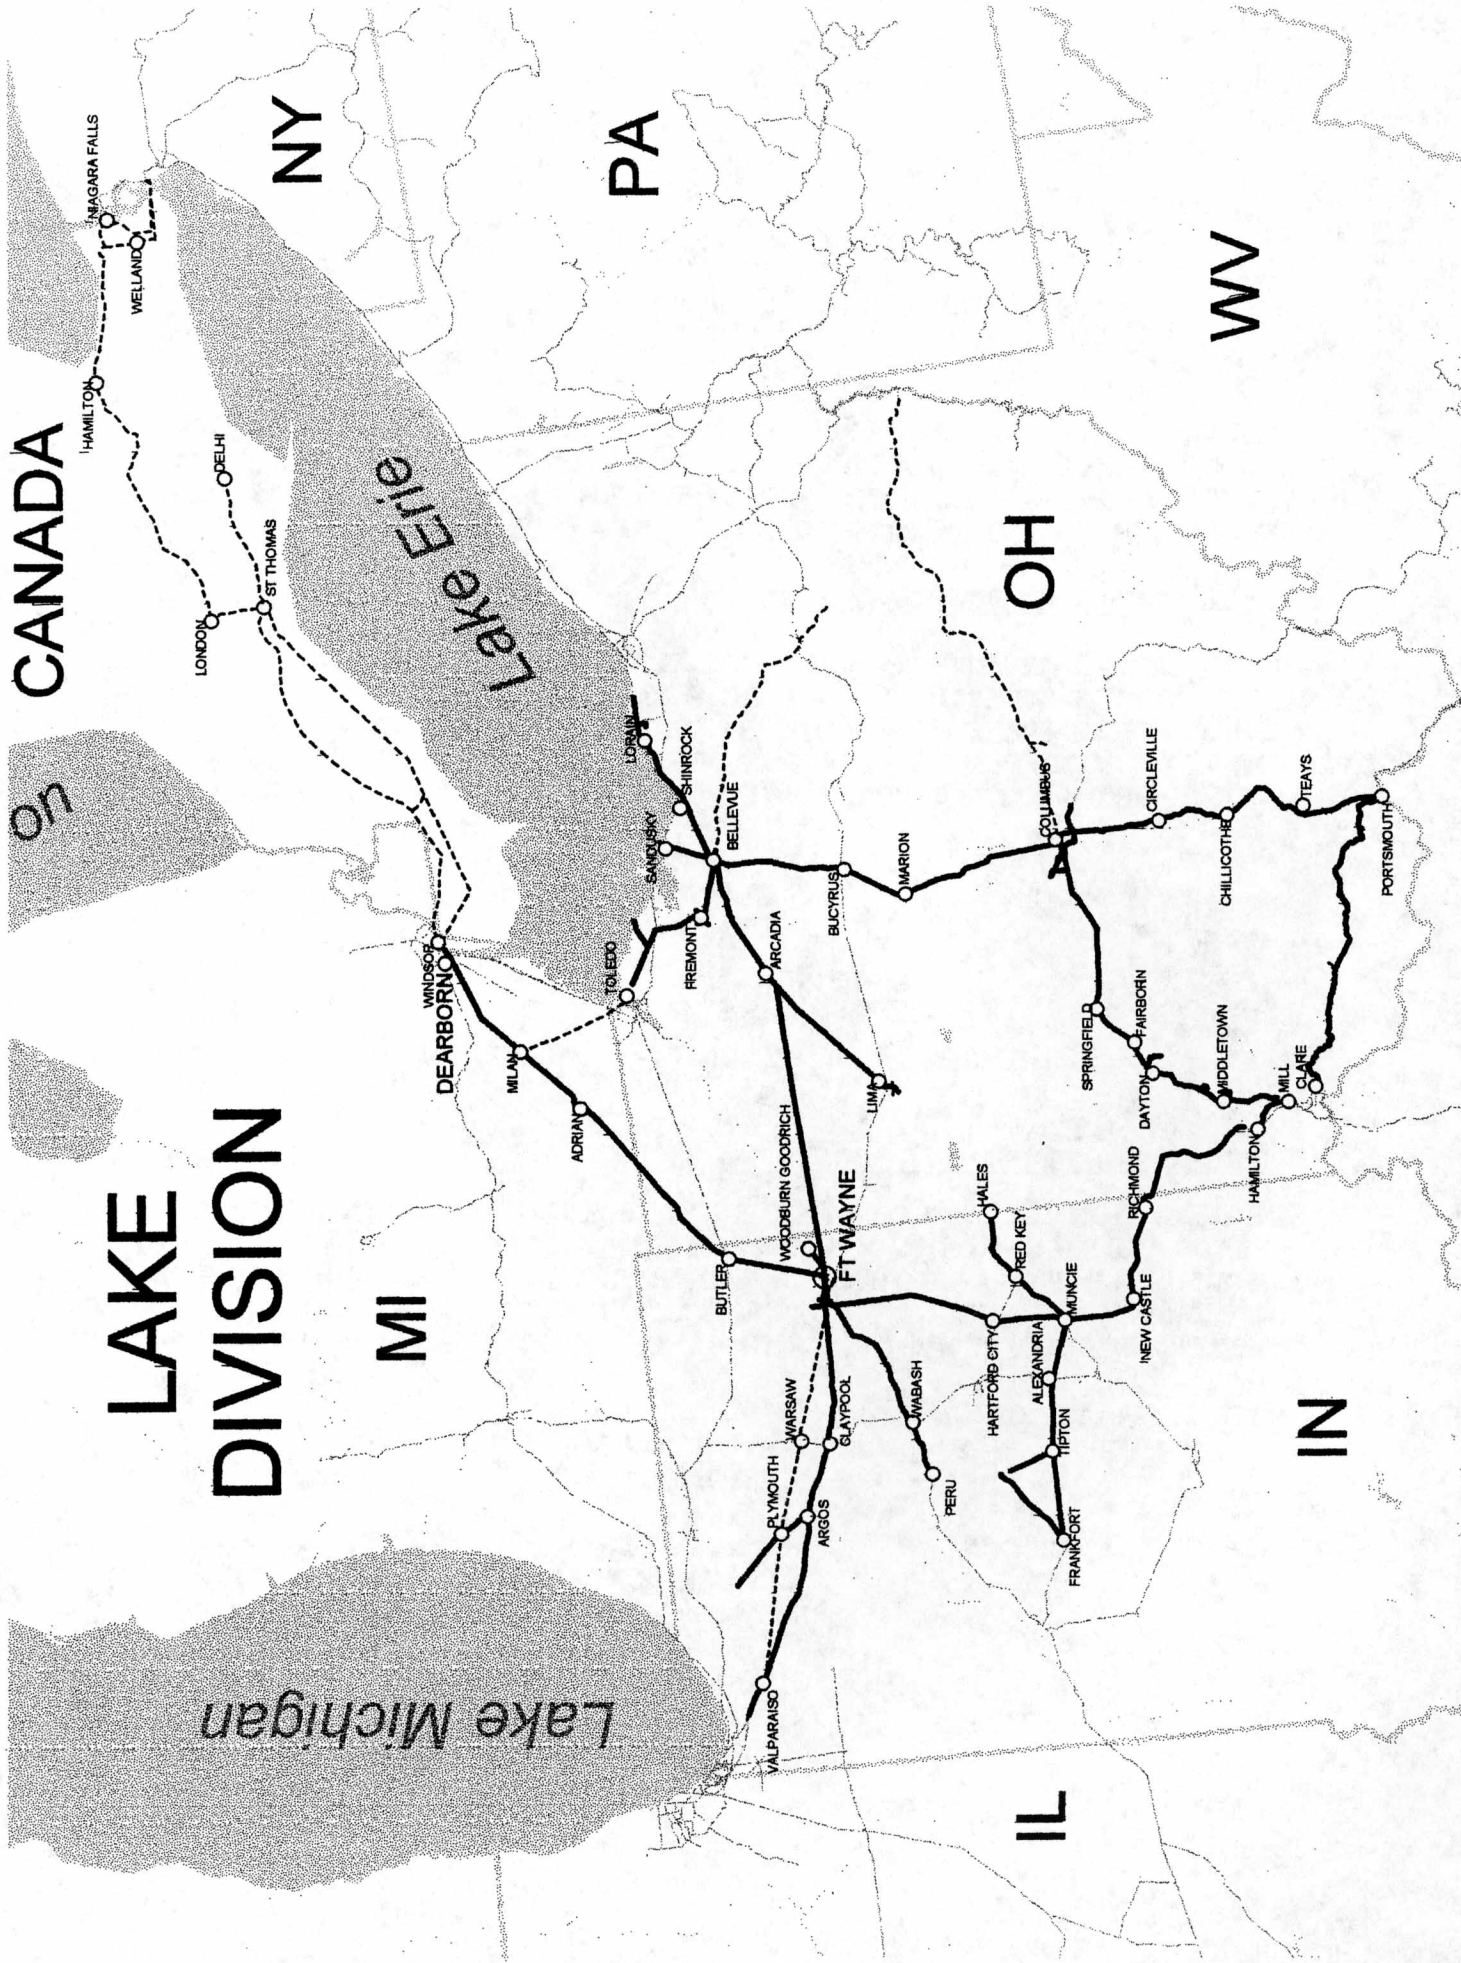 LAKE
DIVISION
CANADA
on
Lake Michigan
Lake Erie
MI
NY
PA
WV
OH
IN
IL
NIAGARA FALLS
WELLAND
HAMILTON
DELHI
ST THOMAS
LONDON
WINDSOR
DEARBORN
MILAN
ADRIAN
TOLEDO
BUTLER
LORAIN
SHINROCK
SANDUSKY
BELLEVUE
FREMONT
ARCADIA
BUCYRUS
MARION
LIMA
WOODBURN GOODRICH
FT WAYNE
WARSAW
CLAYPOOL
PLYMOUTH
ARGOS
VALPARAISO
WABASH
PERU
HALES
RED KEY
HARTFORD CITY
MUNCIE
ALEXANDRIA
TIPTON
FRANKFORT
NEW CASTLE
RICHMOND
HAMILTON
MILL
CLARE
MIDDLETOWN
DAYTON
FAIRBORN
SPRINGFIELD
COLUMBUS
CIRCLEVILLE
CHILLICOTHE
TEAYS
PORTSMOUTH